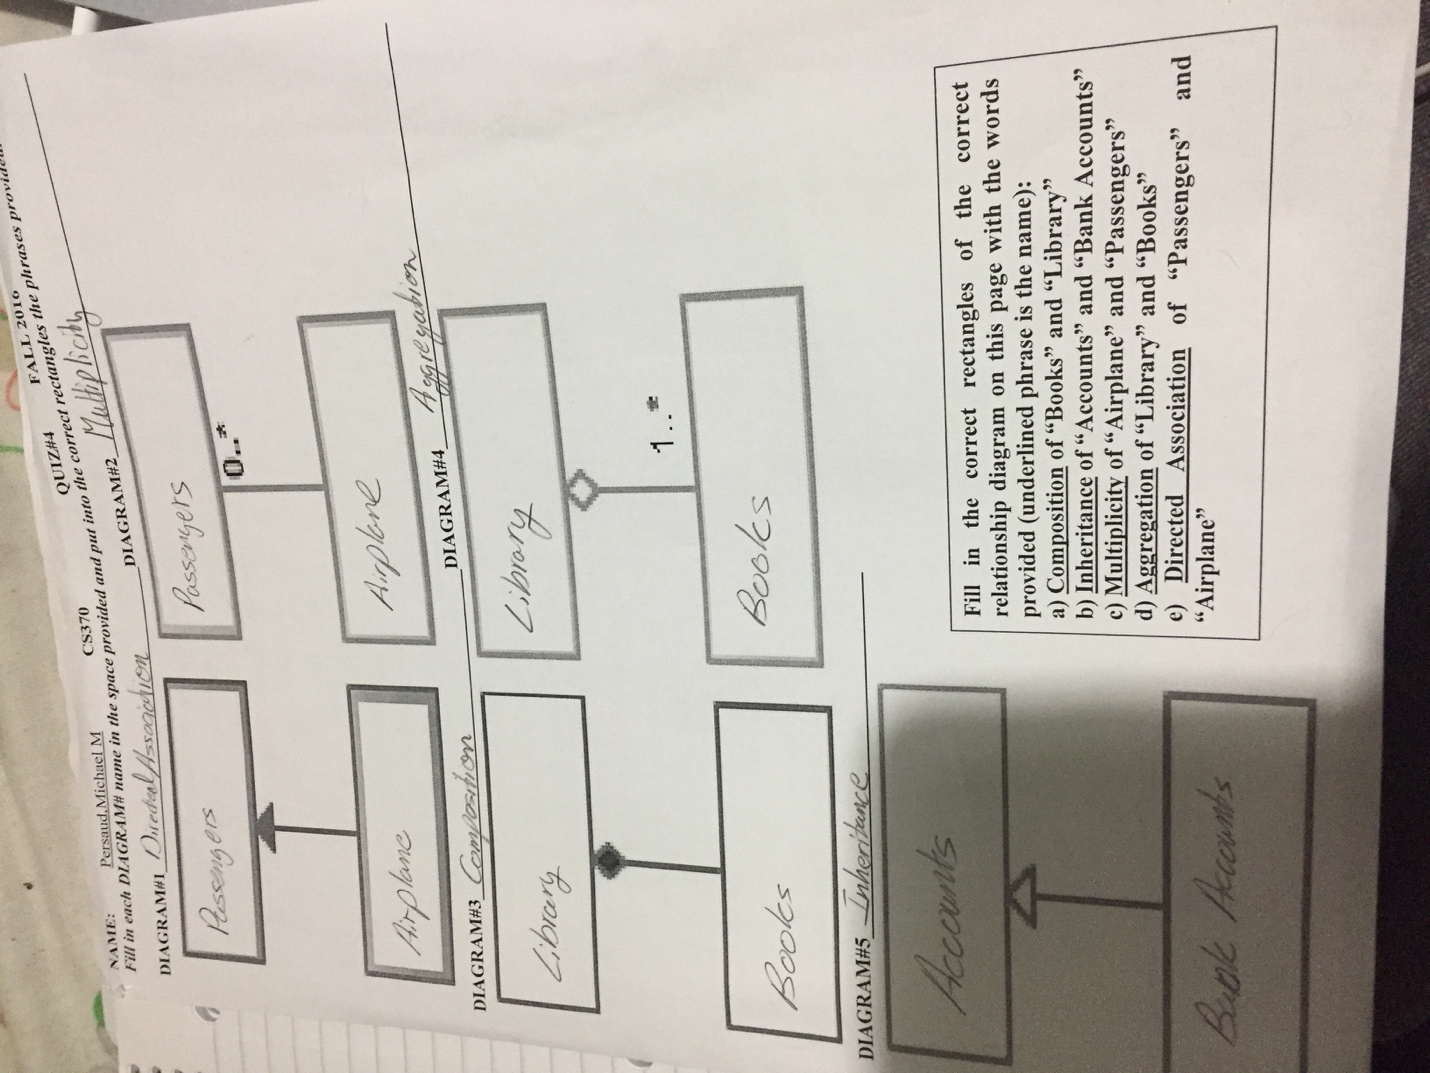 CS370 QUIZ#4 FALL 2016
NAME: Persaud,Michael M
Fill in each DIAGRAM# name in the space provided and put into the correct rectangles the phrases provided.
DIAGRAM#1 Directed Association DIAGRAM#2 Multiplicity
Passengers Passengers
0..*
Airplane Airplane
DIAGRAM#3 Composition DIAGRAM#4 Aggregation
Library Library
1..*
Books Books
DIAGRAM#5 Inheritance
Accounts
Bank Accounts
Fill in the correct rectangles of the correct
relationship diagram on this page with the words
provided (underlined phrase is the name):
a) Composition of “Books” and “Library”
b) Inheritance of “Accounts” and “Bank Accounts”
c) Multiplicity of “Airplane” and “Passengers”
d) Aggregation of “Library” and “Books”
e) Directed Association of “Passengers” and
“Airplane”